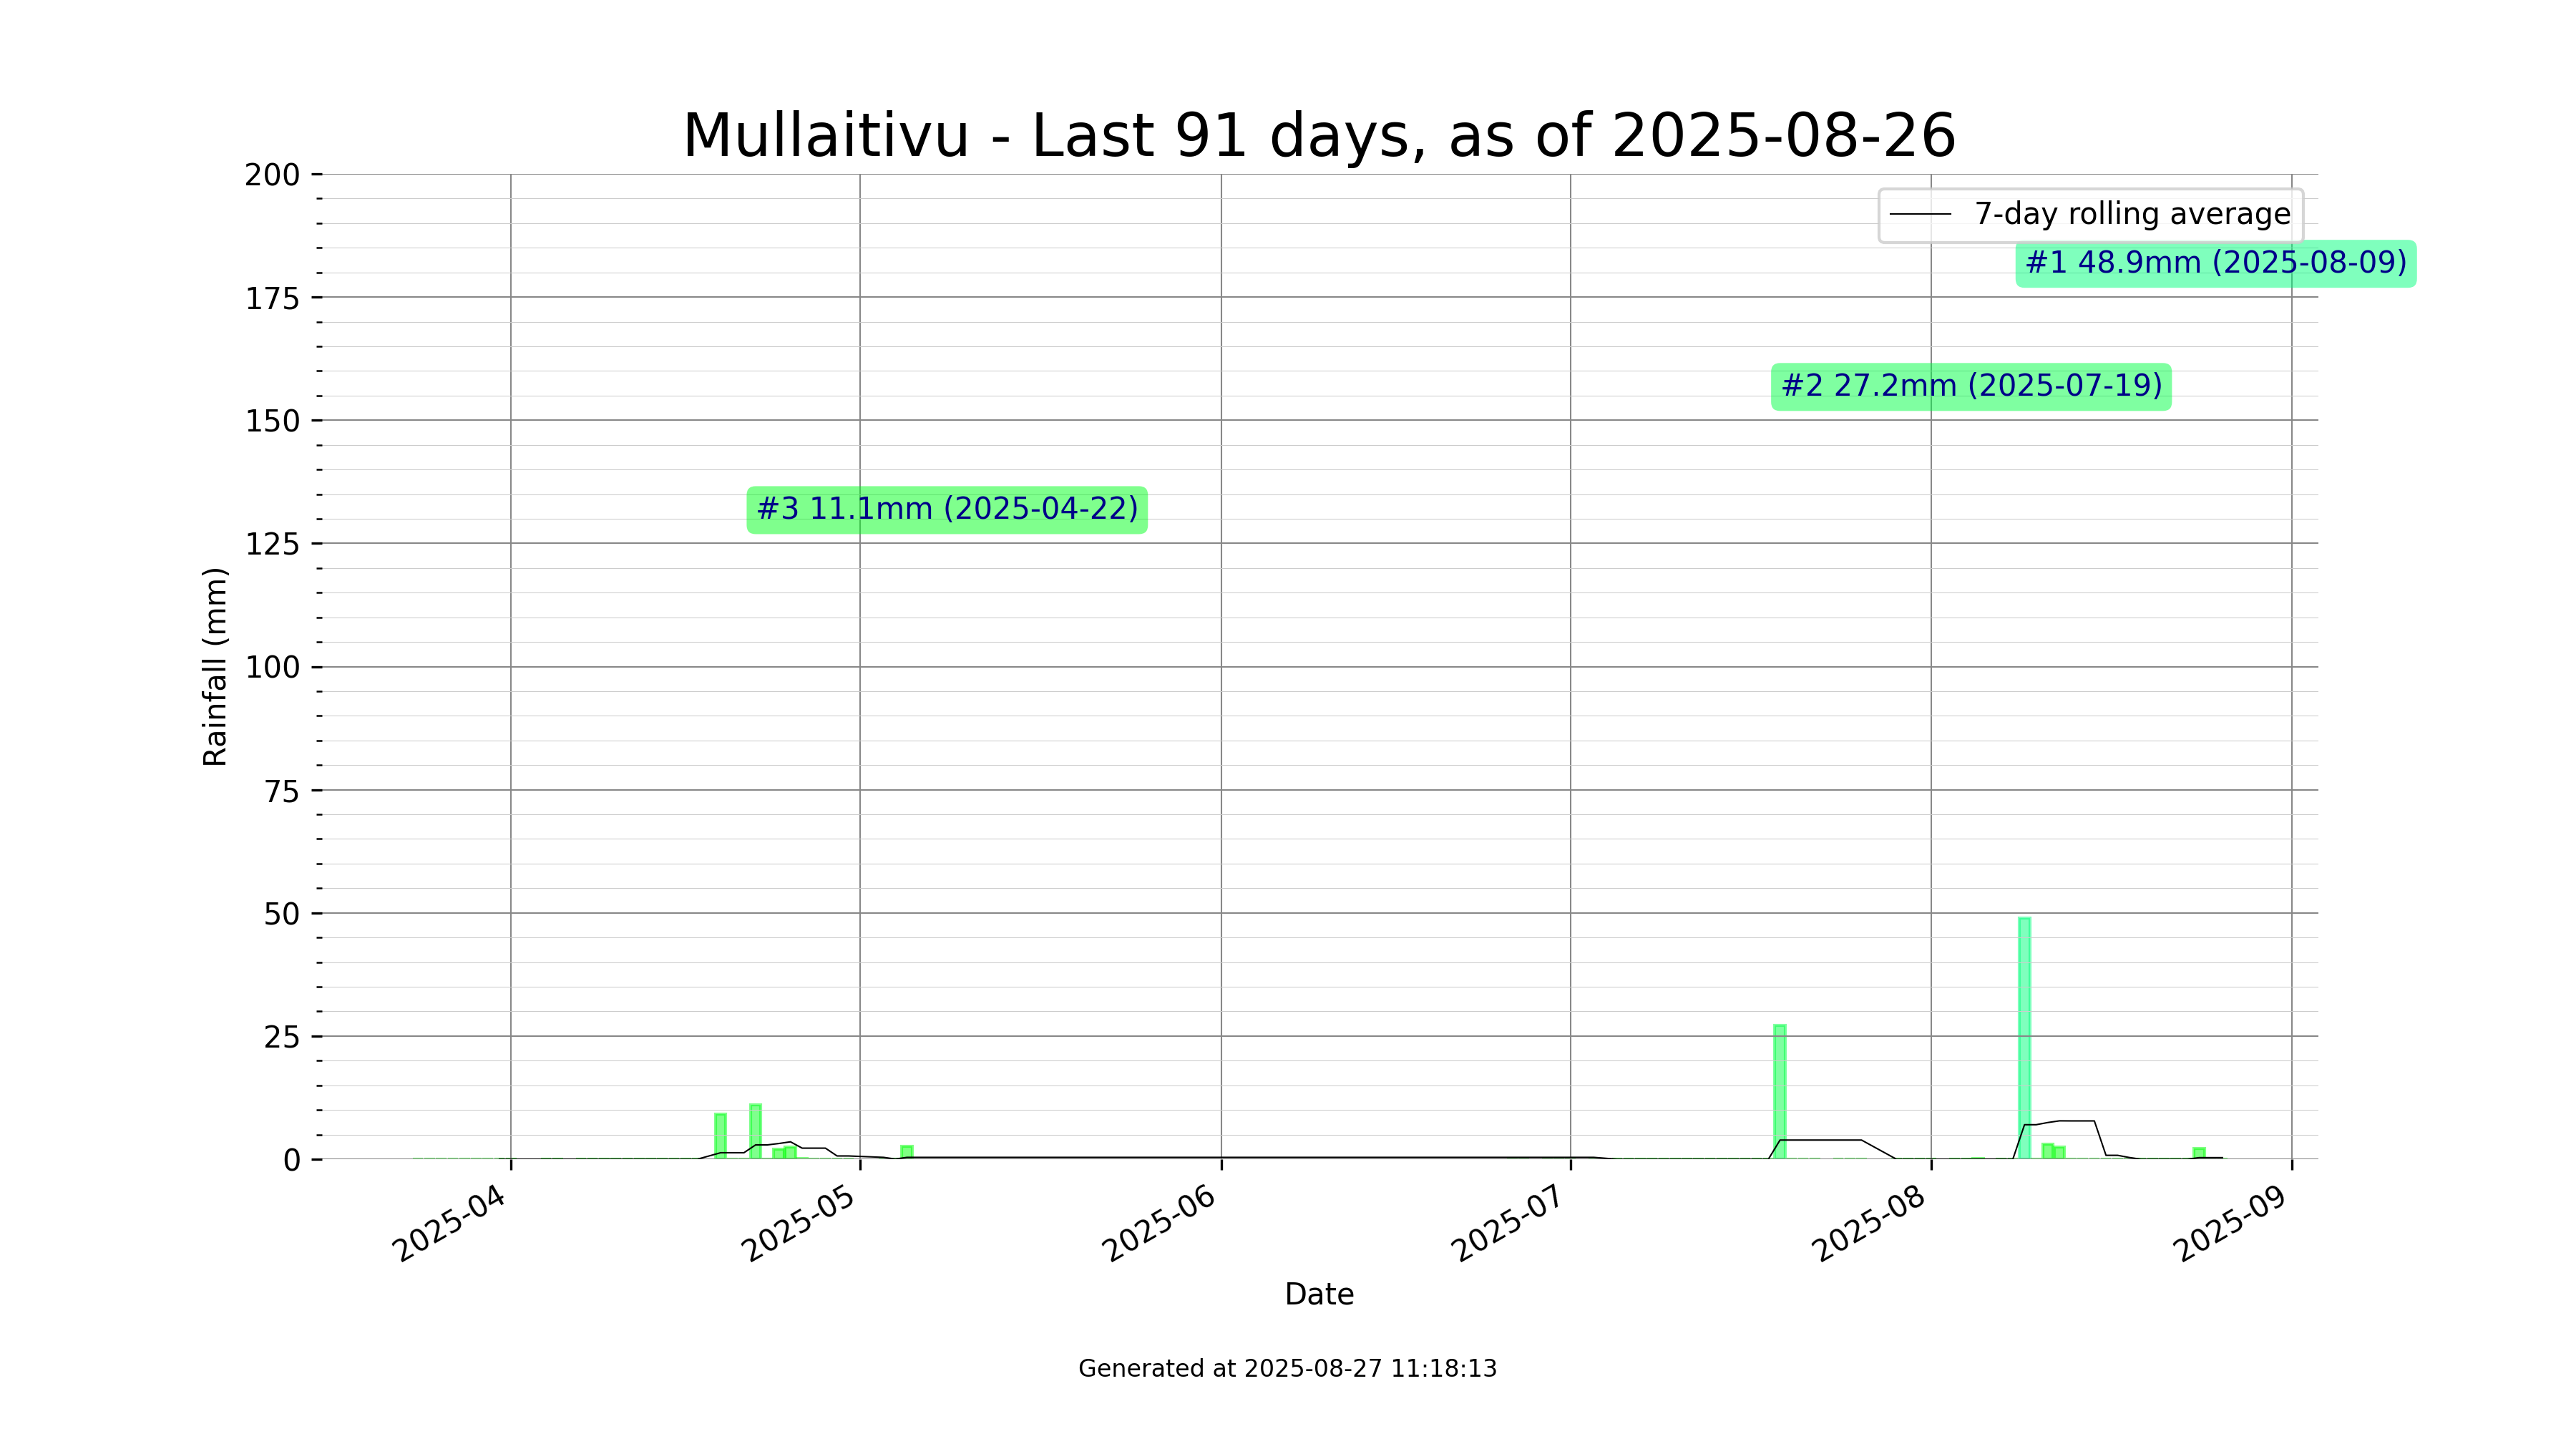 Mullaitivu - Last 91 days, as of 2025-08-26
200
175
150
125
100
75
50
25
0
Rainfall (mm)
7-day rolling average
#1 48.9mm (2025-08-09)
#2 27.2mm (2025-07-19)
#3 11.1mm (2025-04-22)
2025-04
2025-05
2025-06
2025-07
2025-08
2025-09
Date
Generated at 2025-08-27 11:18:13